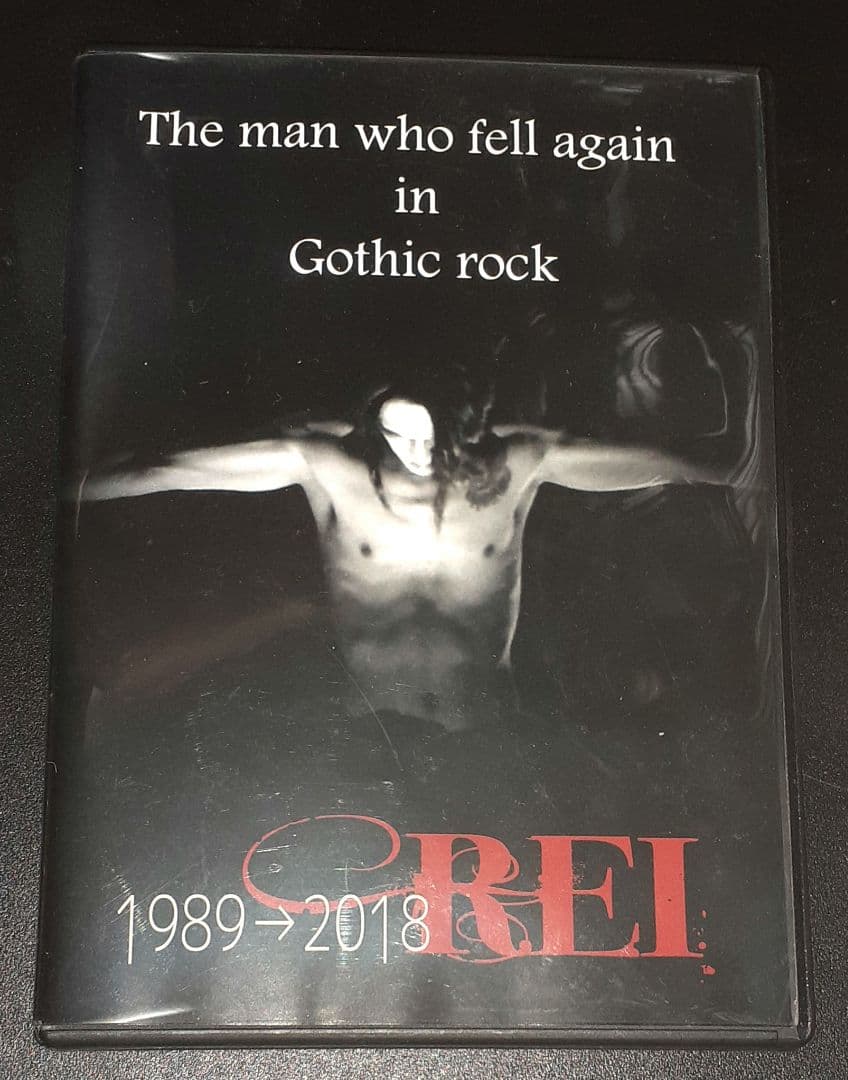 The man who fell again
in
Gothic rock
1989→2018 REI